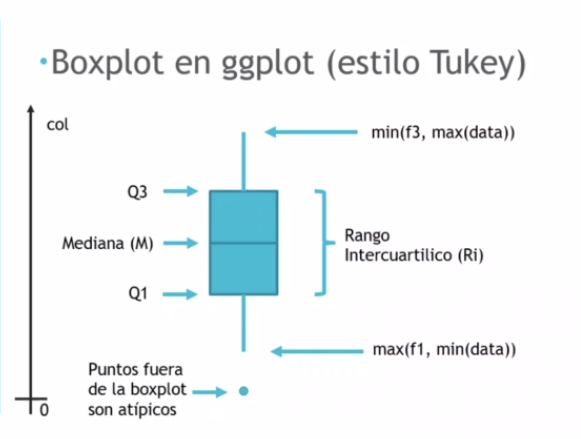 •Boxplot en ggplot (estilo Tukey)
col
min(f3, max(data))
Q3
Mediana (M)
Rango
Intercuartilico (Ri)
Q1
max(f1, min(data))
Puntos fuera
de la boxplot
son atípicos
0